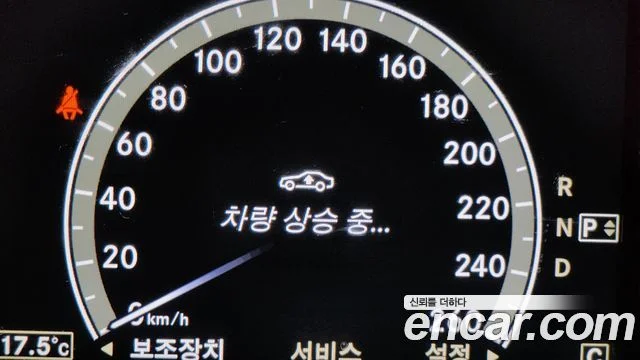 120 140
100 160
80 180
60 200
40 220
20 240
차량 상승 중...
R
N P
D
km/h
17.5°C
보조장치 서비스 설정
신뢰를 더하다
encar.com